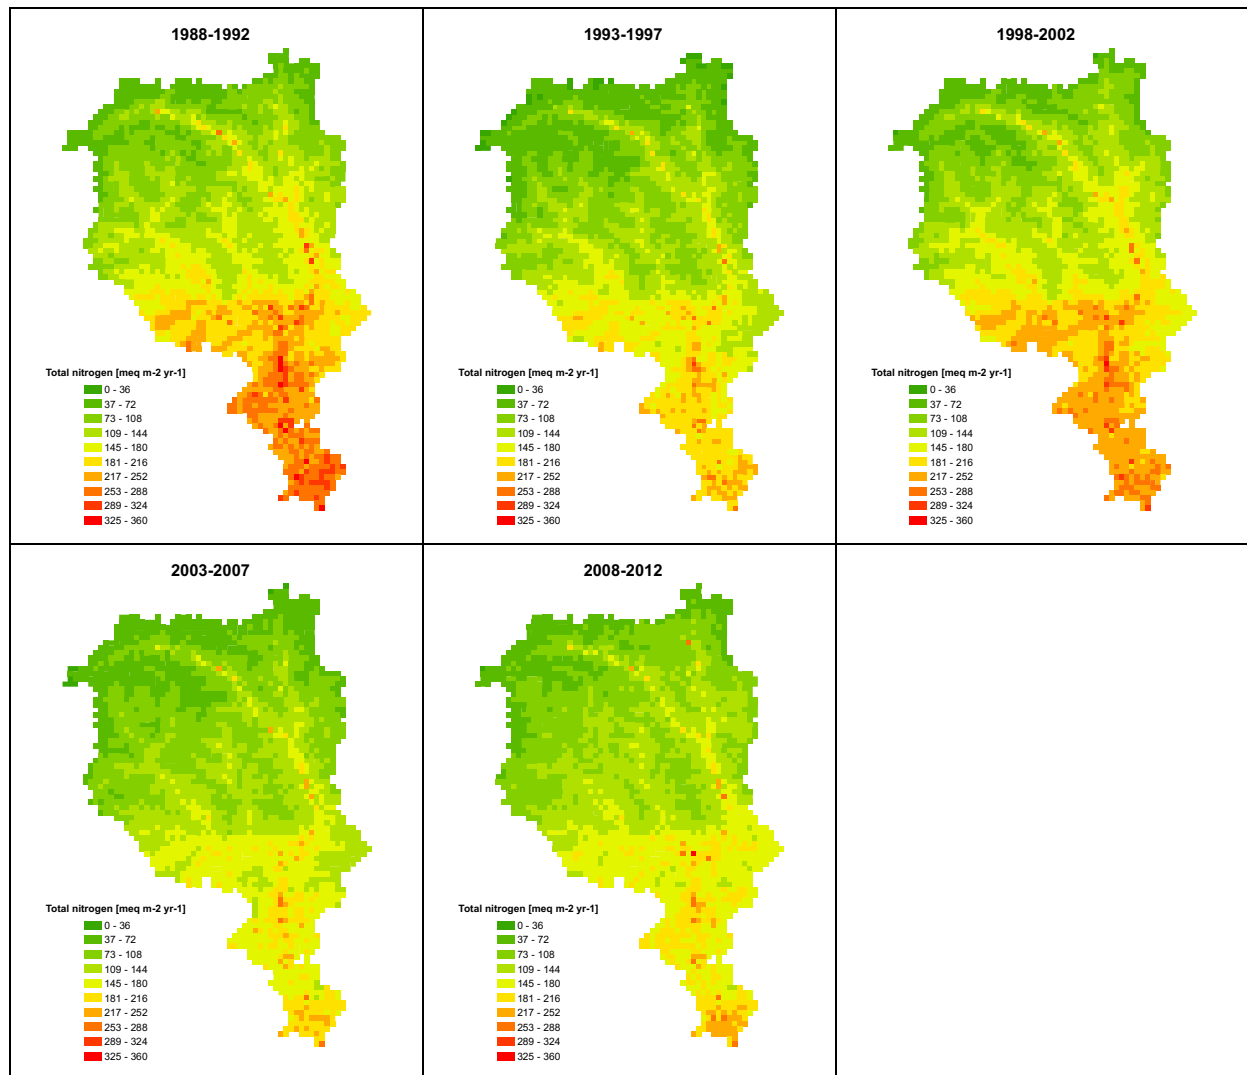 1988-1992
Total nitrogen [meq m-2 yr-1]
0 - 36
37 - 72
73 - 108
109 - 144
145 - 180
181 - 216
217 - 252
253 - 288
289 - 324
325 - 360
1993-1997
Total nitrogen [meq m-2 yr-1]
0 - 36
37 - 72
73 - 108
109 - 144
145 - 180
181 - 216
217 - 252
253 - 288
289 - 324
325 - 360
1998-2002
Total nitrogen [meq m-2 yr-1]
0 - 36
37 - 72
73 - 108
109 - 144
145 - 180
181 - 216
217 - 252
253 - 288
289 - 324
325 - 360
2003-2007
Total nitrogen [meq m-2 yr-1]
0 - 36
37 - 72
73 - 108
109 - 144
145 - 180
181 - 216
217 - 252
253 - 288
289 - 324
325 - 360
2008-2012
Total nitrogen [meq m-2 yr-1]
0 - 36
37 - 72
73 - 108
109 - 144
145 - 180
181 - 216
217 - 252
253 - 288
289 - 324
325 - 360